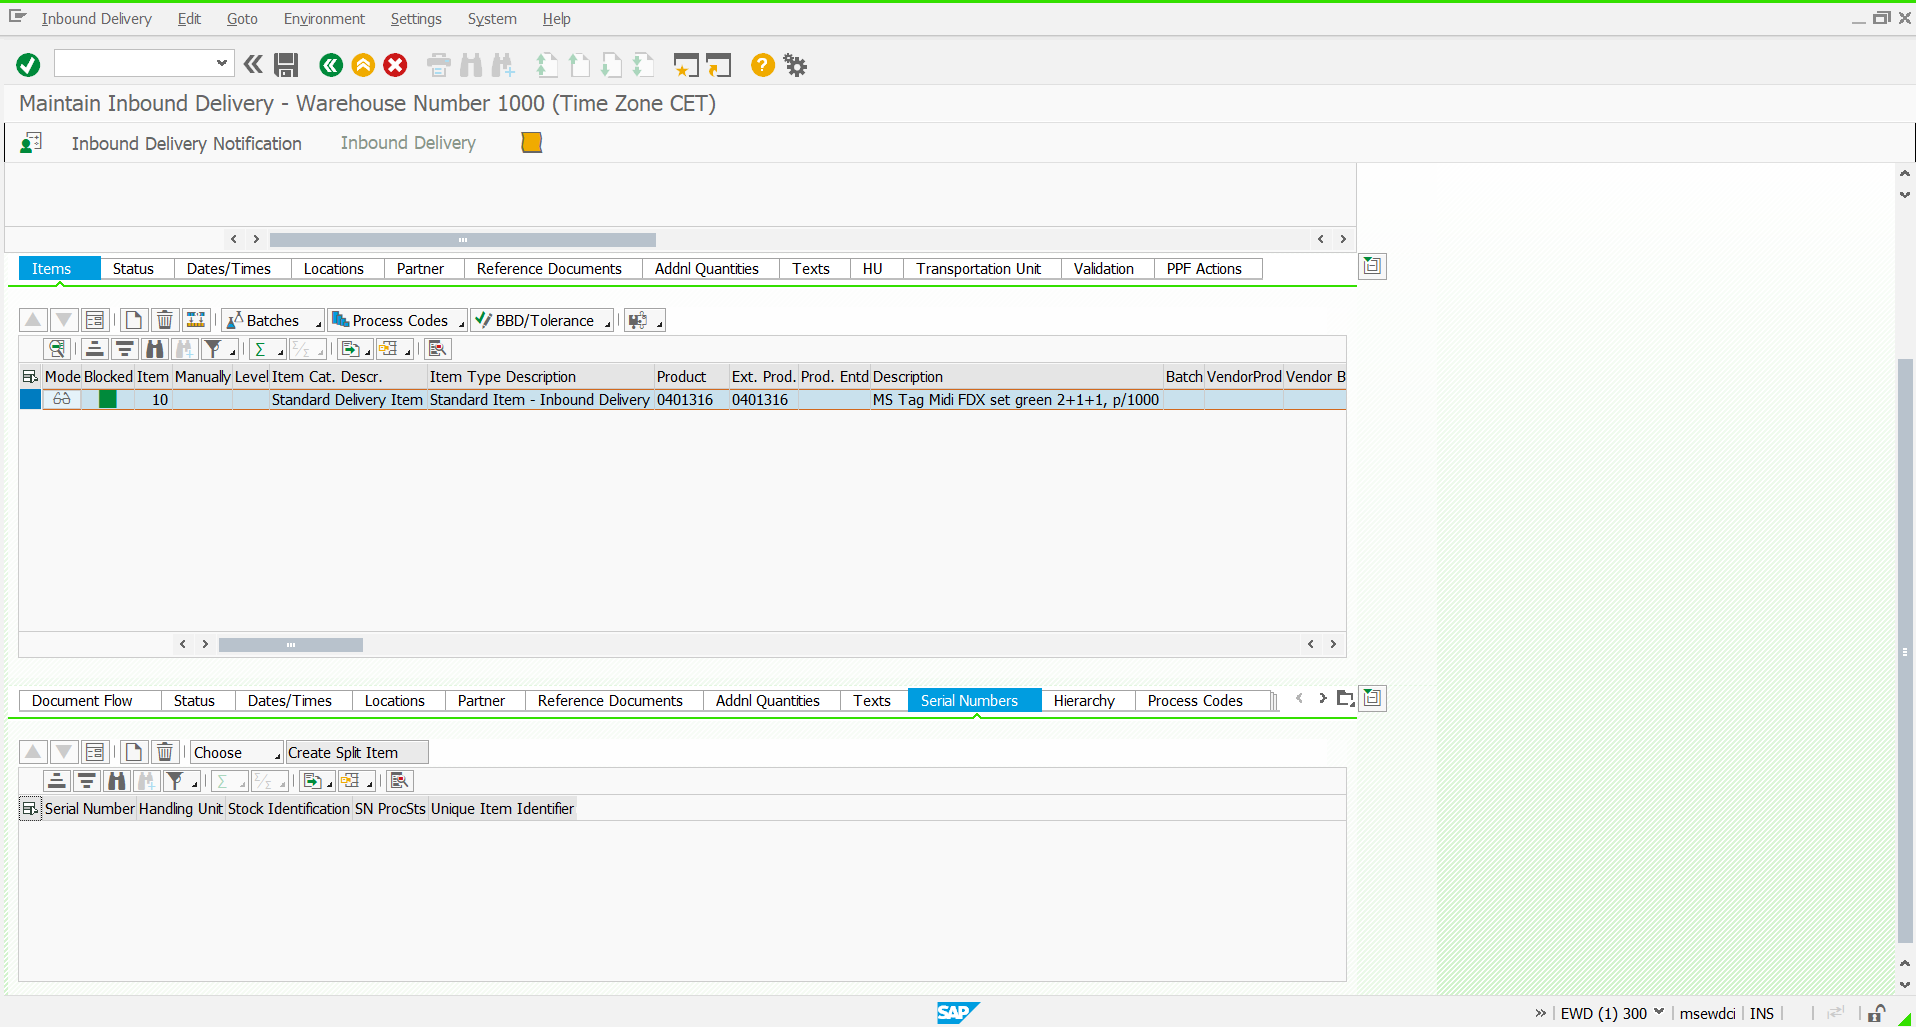 Inbound Delivery Edit Goto Environment Settings System Help
Maintain Inbound Delivery - Warehouse Number 1000 (Time Zone CET)
Inbound Delivery Notification Inbound Delivery
Items Status Dates/Times Locations Partner Reference Documents Addnl Quantities Texts HU Transportation Unit Validation PPF Actions
Batches Process Codes BBD/Tolerance
Mode Blocked Item Manually Level Item Cat. Descr. Item Type Description Product Ext. Prod. Prod. Entd Description Batch VendorProd Vendor B
10 Standard Delivery Item Standard Item - Inbound Delivery 0401316 0401316 MS Tag Midi FDX set green 2+1+1, p/1000
Document Flow Status Dates/Times Locations Partner Reference Documents Addnl Quantities Texts Serial Numbers Hierarchy Process Codes
Choose Create Split Item
Serial Number Handling Unit Stock Identification SN ProcSts Unique Item Identifier
SAP EWD (1) 300 msewdci INS